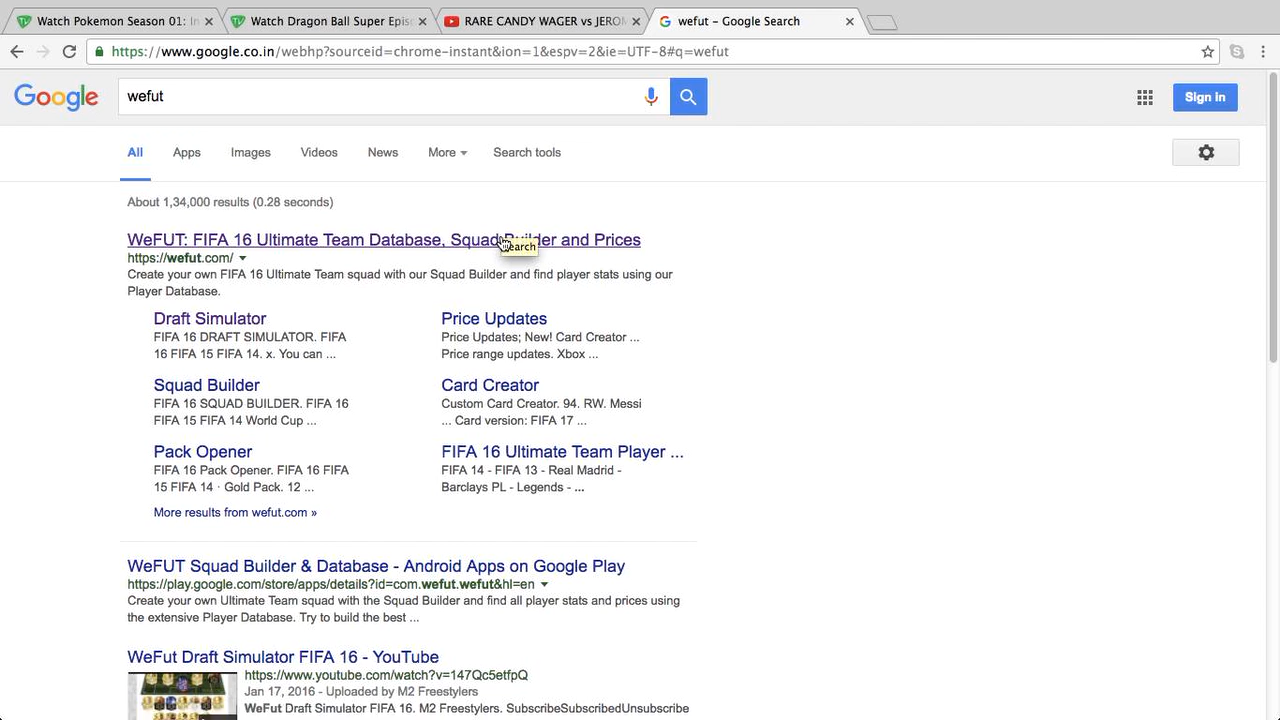 Watch Pokemon Season 01: In
Watch Dragon Ball Super Epis
RARE CANDY WAGER vs JEROM
wefut - Google Search
https://www.google.co.in/webhp?sourceid=chrome-instant&ion=1&espv=2&ie=UTF-8#q=wefut
Google
wefut
Sign in
All
Apps
Images
Videos
News
More
Search tools
About 1,34,000 results (0.28 seconds)
WeFUT: FIFA 16 Ultimate Team Database, Squad Builder and Prices
Search
https://wefut.com/
Create your own FIFA 16 Ultimate Team squad with our Squad Builder and find player stats using our
Player Database.
Draft Simulator
FIFA 16 DRAFT SIMULATOR. FIFA
16 FIFA 15 FIFA 14. x. You can ...
Price Updates
Price Updates; New! Card Creator ...
Price range updates. Xbox ...
Squad Builder
FIFA 16 SQUAD BUILDER. FIFA 16
FIFA 15 FIFA 14 World Cup ...
Card Creator
Custom Card Creator. 94. RW. Messi
... Card version: FIFA 17 ...
Pack Opener
FIFA 16 Pack Opener. FIFA 16 FIFA
15 FIFA 14 · Gold Pack. 12 ...
FIFA 16 Ultimate Team Player ...
FIFA 14 - FIFA 13 - Real Madrid -
Barclays PL - Legends - ...
More results from wefut.com »
WeFUT Squad Builder & Database - Android Apps on Google Play
https://play.google.com/store/apps/details?id=com.wefut.wefut&hl=en
Create your own Ultimate Team squad with the Squad Builder and find all player stats and prices using
the extensive Player Database. Try to build the best ...
WeFut Draft Simulator FIFA 16 - YouTube
https://www.youtube.com/watch?v=147Qc5etfpQ
Jan 17, 2016 - Uploaded by M2 Freestylers
WeFut Draft Simulator FIFA 16. M2 Freestylers. SubscribeSubscribedUnsubscribe